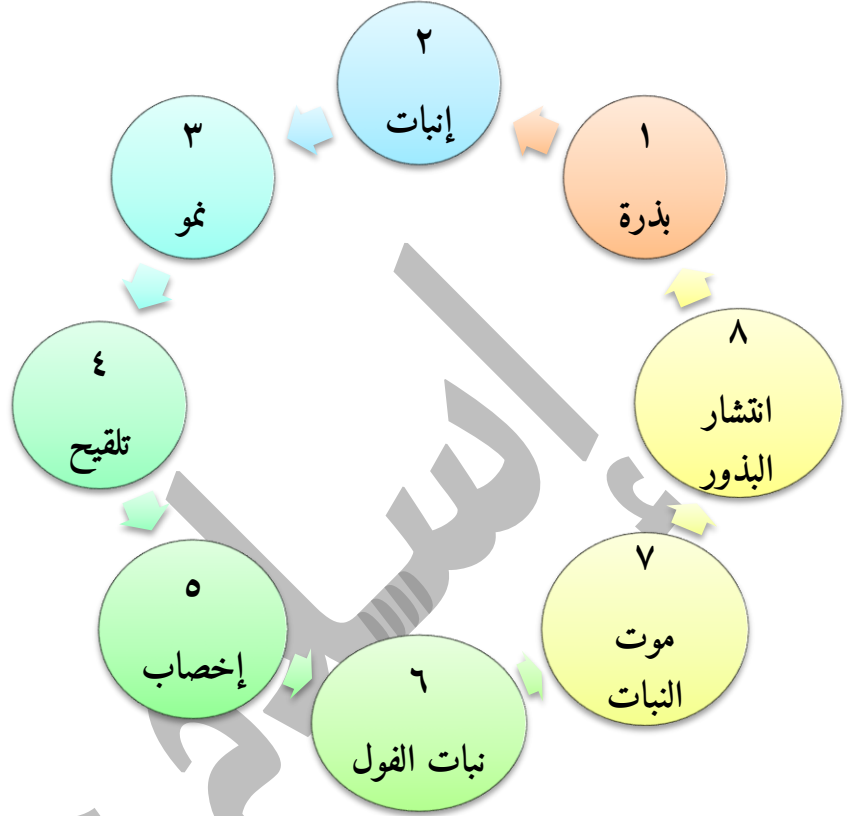 ١
بذرة
٢
إنبات
٣
نمو
٤
تلقيح
٥
إخصاب
٦
نبات الفول
٧
موت
النبات
٨
انتشار
البذور